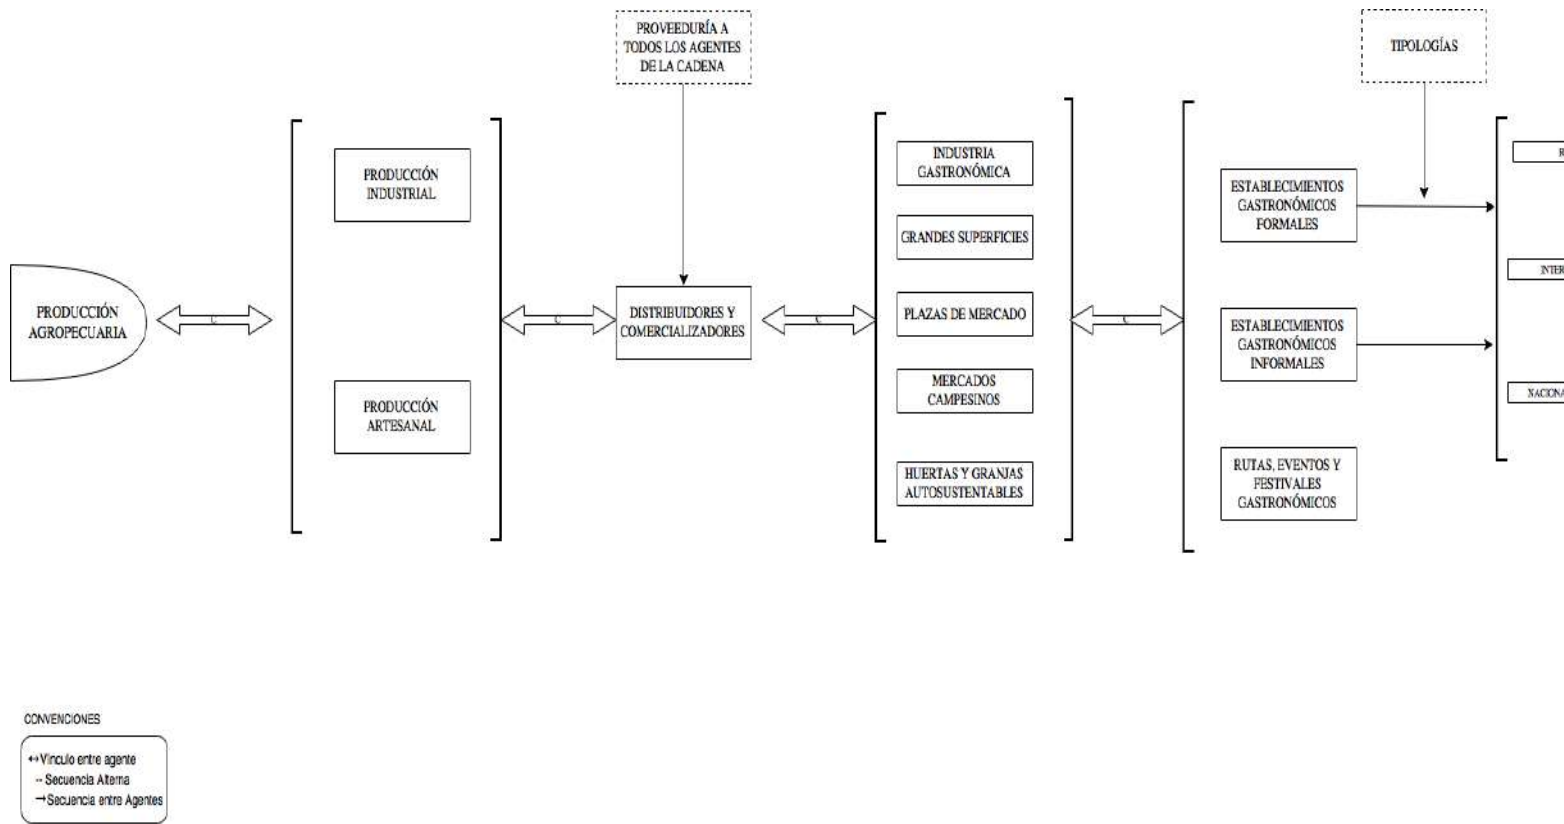 PROVEEDURÍA A
TODOS LOS AGENTES
DE LA CADENA
TIPOLOGÍAS
PRODUCCIÓN
AGROPECUARIA
C
PRODUCCIÓN
INDUSTRIAL
PRODUCCIÓN
ARTESANAL
C
DISTRIBUIDORES Y
COMERCIALIZADORES
C
INDUSTRIA
GASTRONÓMICA
GRANDES SUPERFICIES
PLAZAS DE MERCADO
MERCADOS
CAMPESINOS
HUERTAS Y GRANJAS
AUTOSUSTENTABLES
C
ESTABLECIMIENTOS
GASTRONÓMICOS
FORMALES
ESTABLECIMIENTOS
GASTRONÓMICOS
INFORMALES
RUTAS, EVENTOS Y
FESTIVALES
GASTRONÓMICOS
CONVENCIONES
↔Vínculo entre agente
-- Secuencia Alterna
→Secuencia entre Agentes